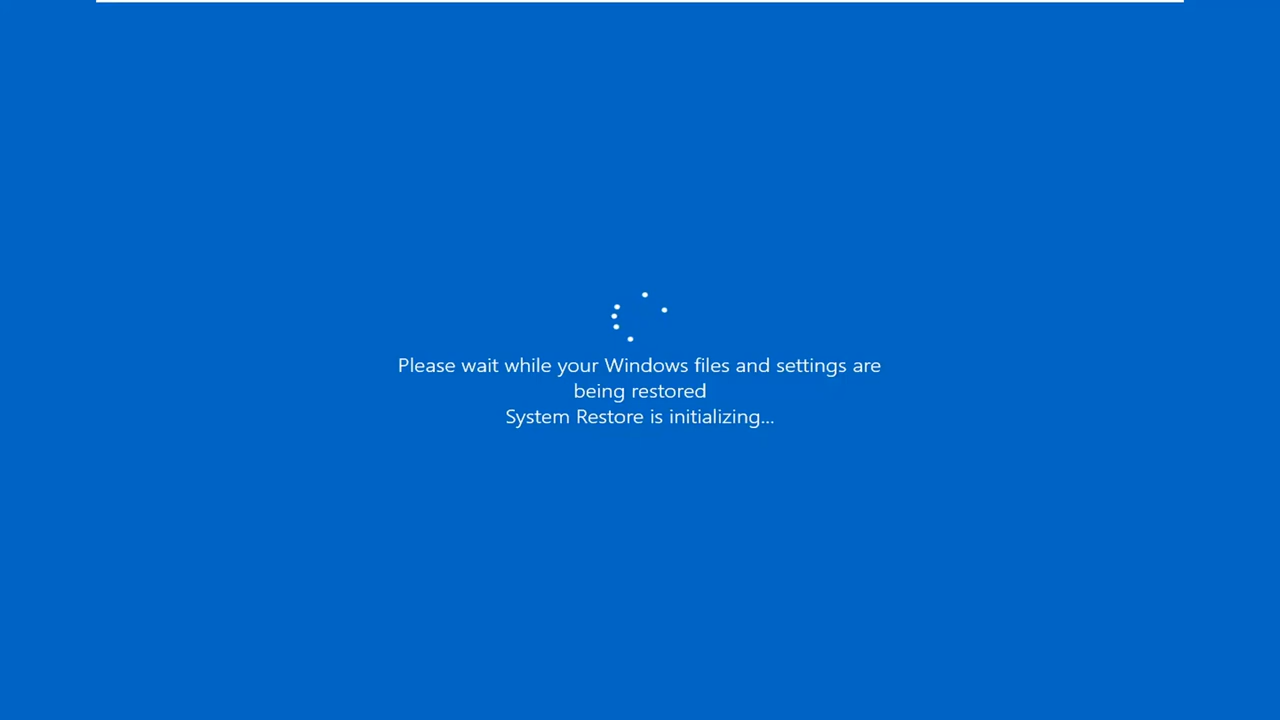 Please wait while your Windows files and settings are
being restored
System Restore is initializing...